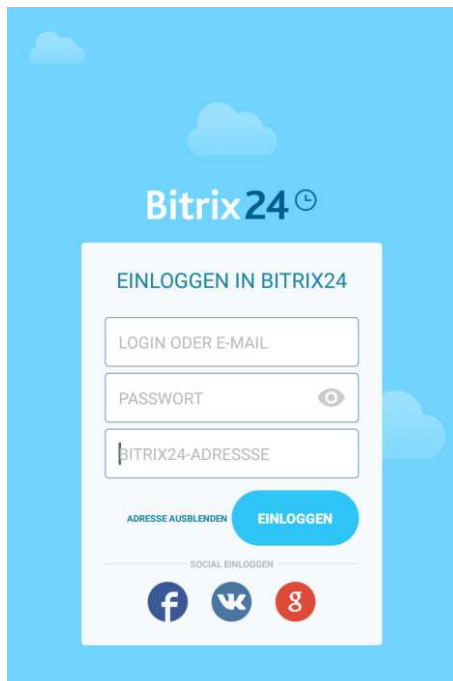 Bitrix24
EINLOGGEN IN BITRIX24
LOGIN ODER E-MAIL
PASSWORT
BITRIX24-ADRESSSE
ADRESSE AUSBLENDEN
EINLOGGEN
SOCIAL EINLOGGEN